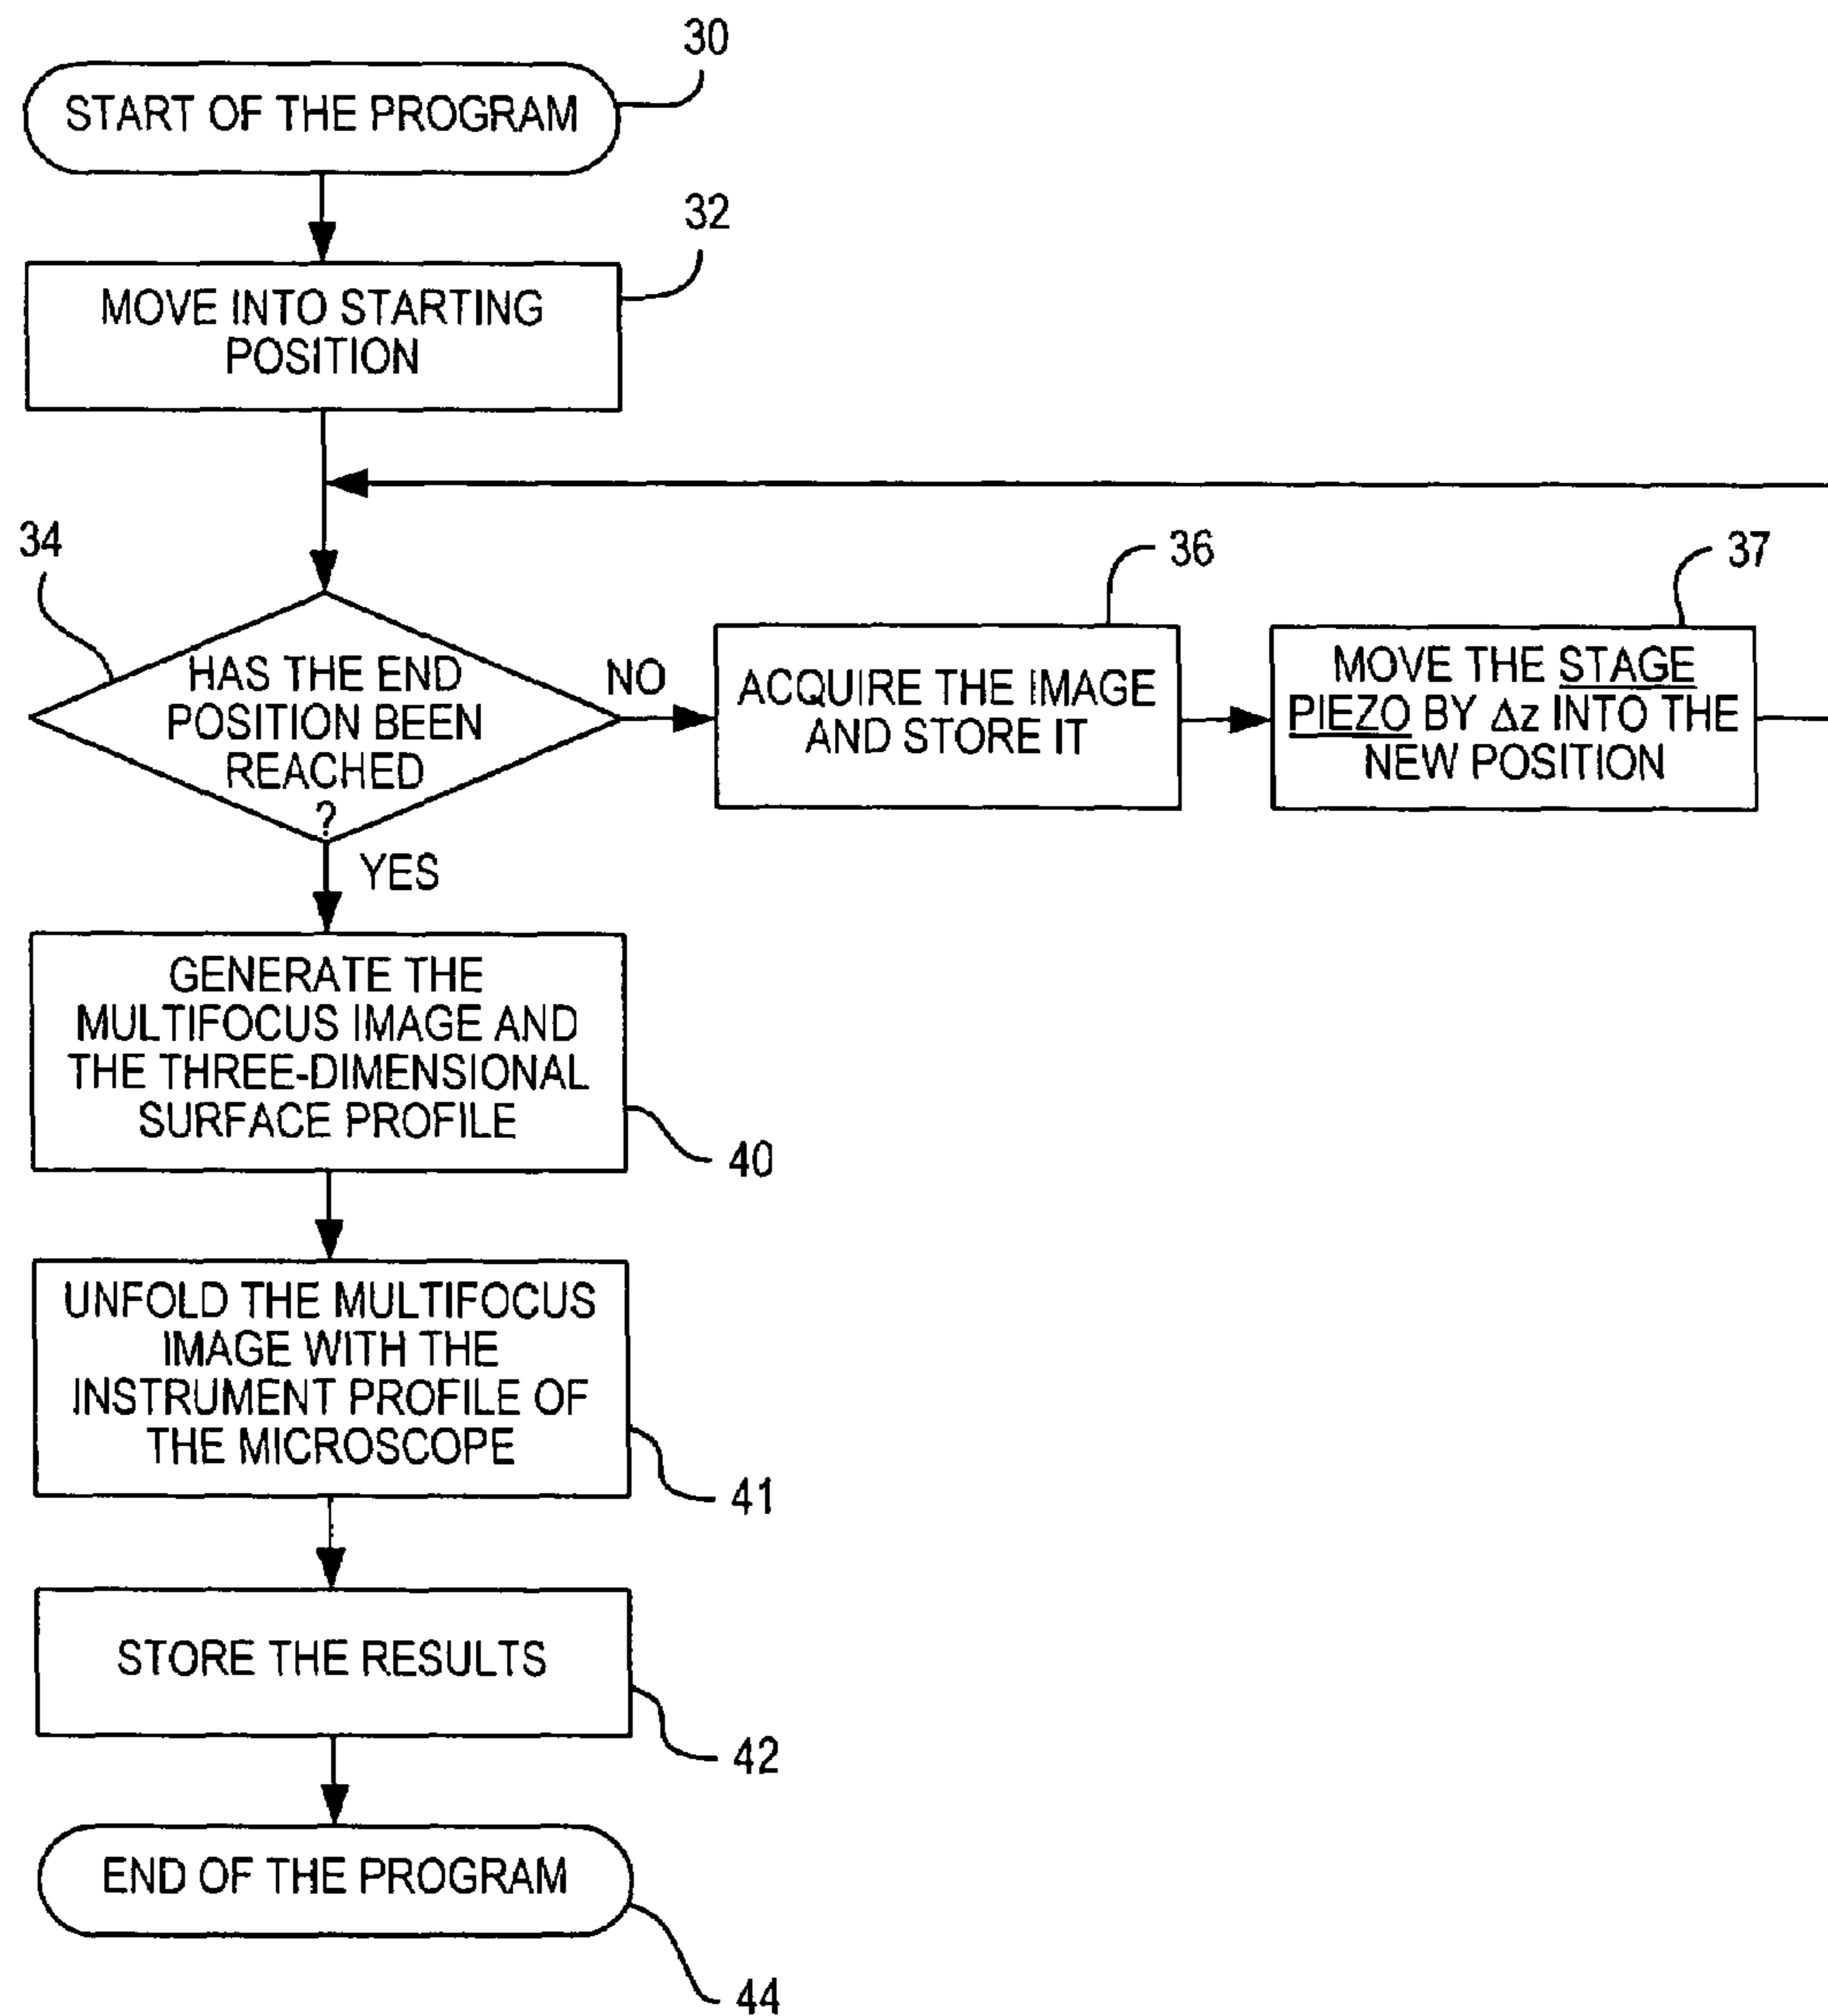 30
START OF THE PROGRAM
32
MOVE INTO STARTING
POSITION
34
HAS THE END
POSITION BEEN
REACHED
?
NO
36
ACQUIRE THE IMAGE
AND STORE IT
37
MOVE THE STAGE
PIEZO BY Δz INTO THE
NEW POSITION
YES
GENERATE THE
MULTIFOCUS IMAGE AND
THE THREE-DIMENSIONAL
SURFACE PROFILE
40
UNFOLD THE MULTIFOCUS
IMAGE WITH THE
INSTRUMENT PROFILE OF
THE MICROSCOPE
41
STORE THE RESULTS
42
END OF THE PROGRAM
44